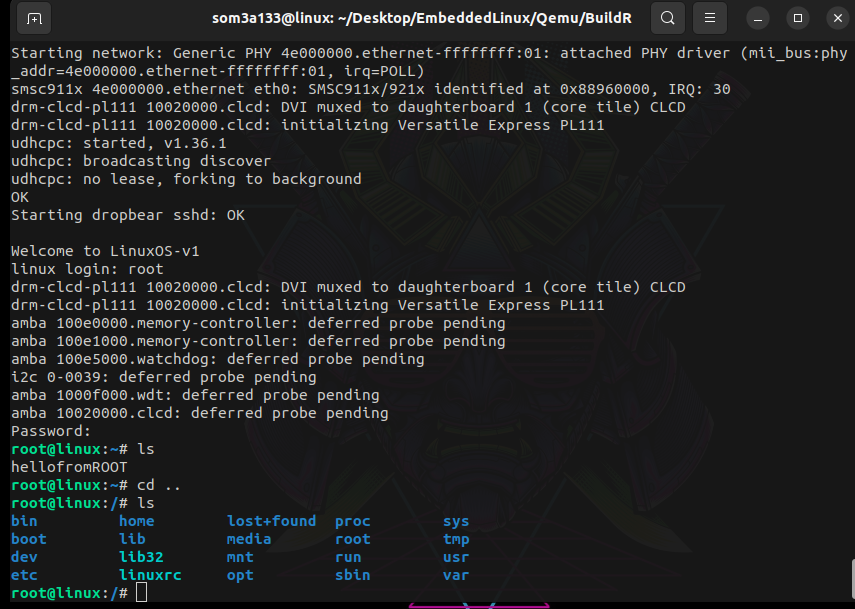 som3a133@linux: ~/Desktop/EmbeddedLinux/Qemu/BuildR
Starting network: Generic PHY 4e000000.ethernet-ffffffff:01: attached PHY driver (mii_bus:phy
_addr=4e000000.ethernet-ffffffff:01, irq=POLL)
smsc911x 4e000000.ethernet eth0: SMSC911x/921x identified at 0x88960000, IRQ: 30
drm-clcd-pl111 10020000.clcd: DVI muxed to daughterboard 1 (core tile) CLCD
drm-clcd-pl111 10020000.clcd: initializing Versatile Express PL111
udhcpc: started, v1.36.1
udhcpc: broadcasting discover
udhcpc: no lease, forking to background
OK
Starting dropbear sshd: OK

Welcome to LinuxOS-v1
linux login: root
drm-clcd-pl111 10020000.clcd: DVI muxed to daughterboard 1 (core tile) CLCD
drm-clcd-pl111 10020000.clcd: initializing Versatile Express PL111
amba 100e0000.memory-controller: deferred probe pending
amba 100e1000.memory-controller: deferred probe pending
amba 100e5000.watchdog: deferred probe pending
i2c 0-0039: deferred probe pending
amba 1000f000.wdt: deferred probe pending
amba 10020000.clcd: deferred probe pending
Password:
root@linux:~# ls
hellofromROOT
root@linux:~# cd ..
root@linux:/# ls
bin         home        lost+found  proc        sys
boot        lib         media       root        tmp
dev         lib32       mnt         run         usr
etc         linuxrc     opt         sbin        var
root@linux:/#